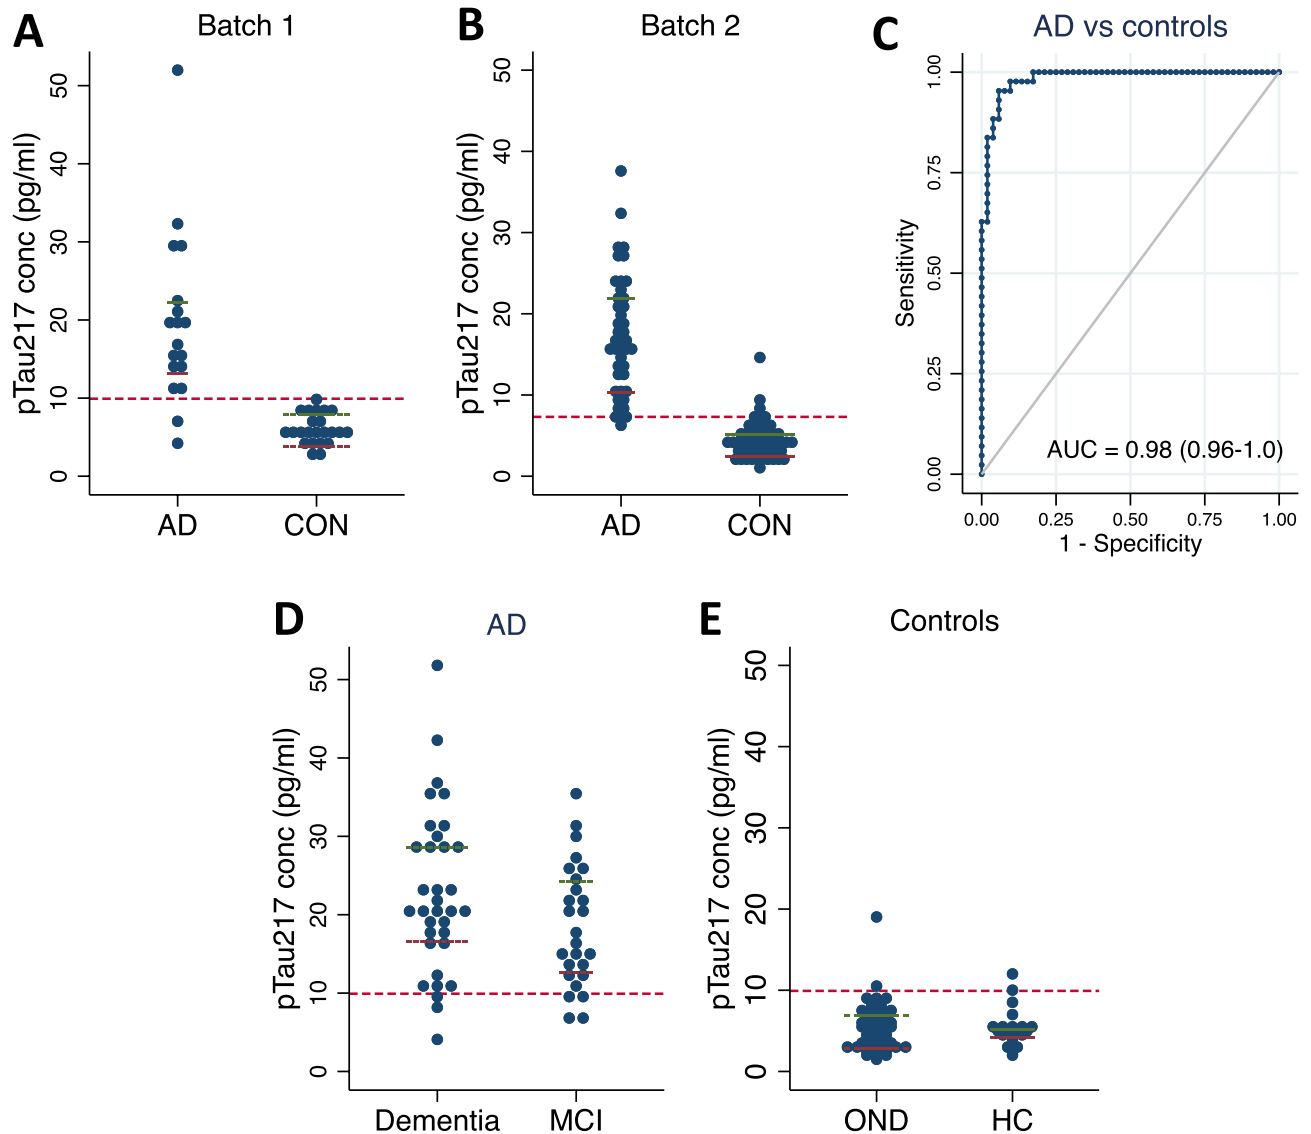 A
Batch 1
pTau217 conc (pg/ml)
50
40
30
20
10
0
AD
CON
B
Batch 2
pTau217 conc (pg/ml)
50
40
30
20
10
0
AD
CON
C
AD vs controls
Sensitivity
1.00
0.75
0.50
0.25
0.00
AUC = 0.98 (0.96-1.0)
0.00 0.25 0.50 0.75 1.00
1 - Specificity
D
AD
pTau217 conc (pg/ml)
50
40
30
20
10
0
Dementia
MCI
E
Controls
pTau217 conc (pg/ml)
50
40
30
20
10
0
OND
HC